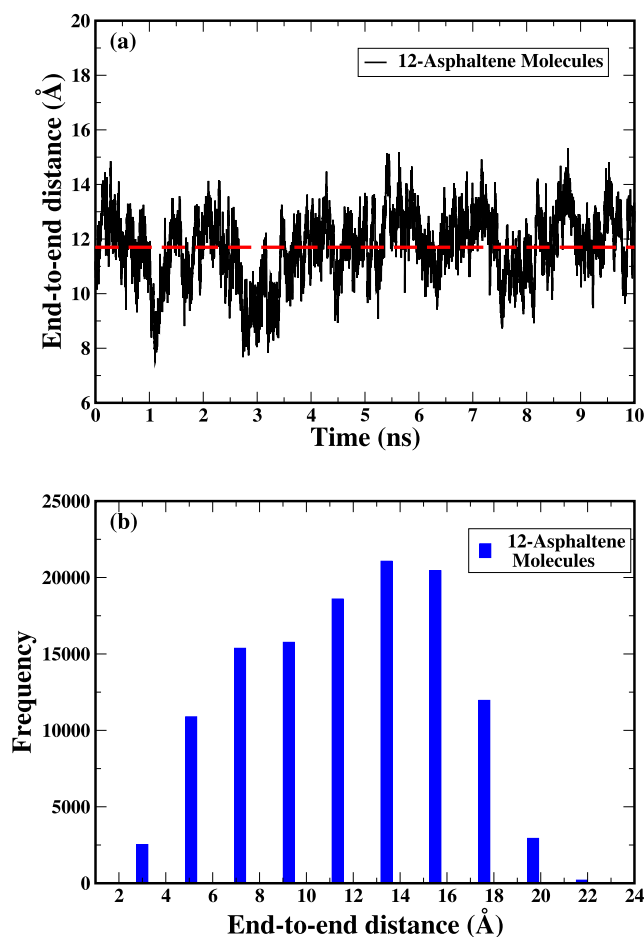 20
(a)
12-Asphaltene Molecules
18
16
14
12
10
8
6
End-to-end distance (Å)
0 1 2 3 4 5 6 7 8 9 10
Time (ns)
25000
(b)
12-Asphaltene
Molecules
20000
15000
10000
5000
0
Frequency
2 4 6 8 10 12 14 16 18 20 22 24
End-to-end distance (Å)